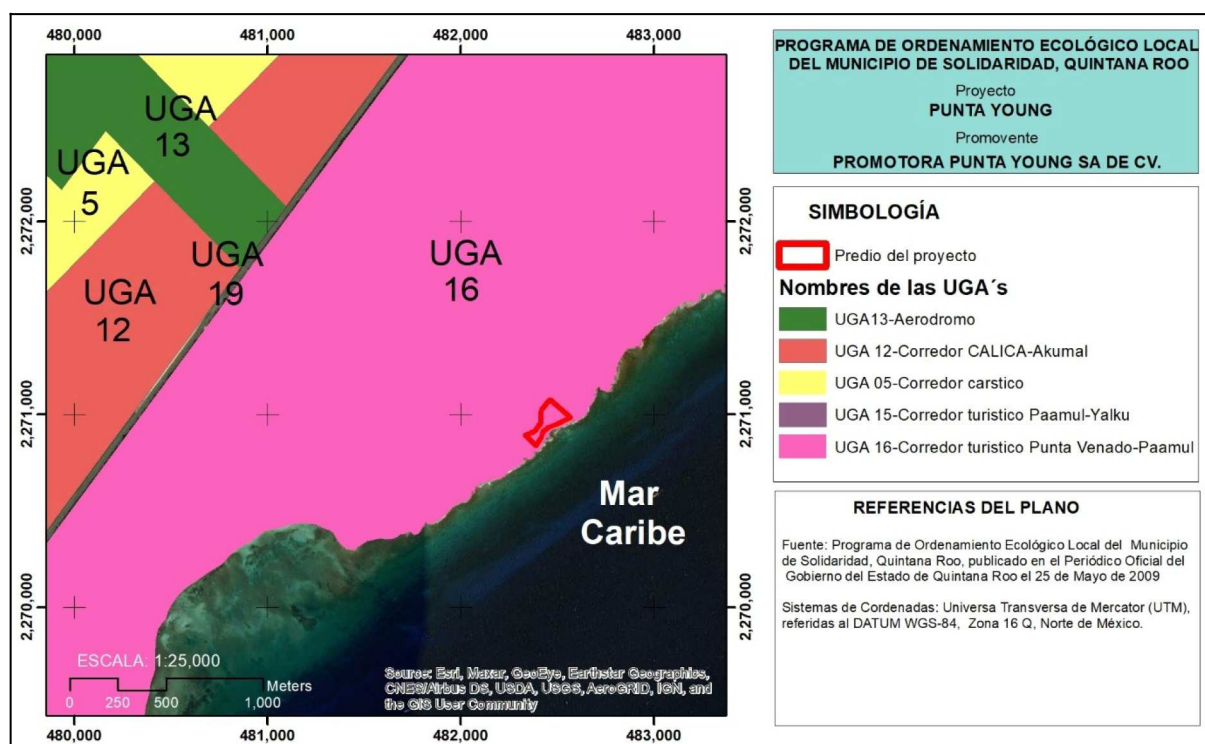 480,000 481,000 482,000 483,000
2,272,000
2,271,000
2,270,000
UGA
13
UGA
5
UGA
19
UGA
12
UGA
16
Mar
Caribe
ESCALA: 1:25,000
Meters
0 250 500 1,000
Source: Esri, Maxar, GeoEye, Earthstar Geographics,
CNES/Airbus DS, USDA, USGS, AeroGRID, IGN, and
the GIS User Community
2,272,000
2,271,000
2,270,000
480,000 481,000 482,000 483,000
PROGRAMA DE ORDENAMIENTO ECOLÓGICO LOCAL
DEL MUNICIPIO DE SOLIDARIDAD, QUINTANA ROO
Proyecto
PUNTA YOUNG
Promovente
PROMOTORA PUNTA YOUNG SA DE CV.
SIMBOLOGÍA
Predio del proyecto
Nombres de las UGA´s
UGA13-Aerodromo
UGA 12-Corredor CALICA-Akumal
UGA 05-Corredor carstico
UGA 15-Corredor turistico Paamul-Yalku
UGA 16-Corredor turistico Punta Venado-Paamul
REFERENCIAS DEL PLANO
Fuente: Programa de Ordenamiento Ecológico Local del Municipio
de Solidaridad, Quintana Roo, publicado en el Periódico Oficial del
Gobierno del Estado de Quintana Roo el 25 de Mayo de 2009
Sistemas de Cordenadas: Universa Transversa de Mercator (UTM),
referidas al DATUM WGS-84, Zona 16 Q, Norte de México.